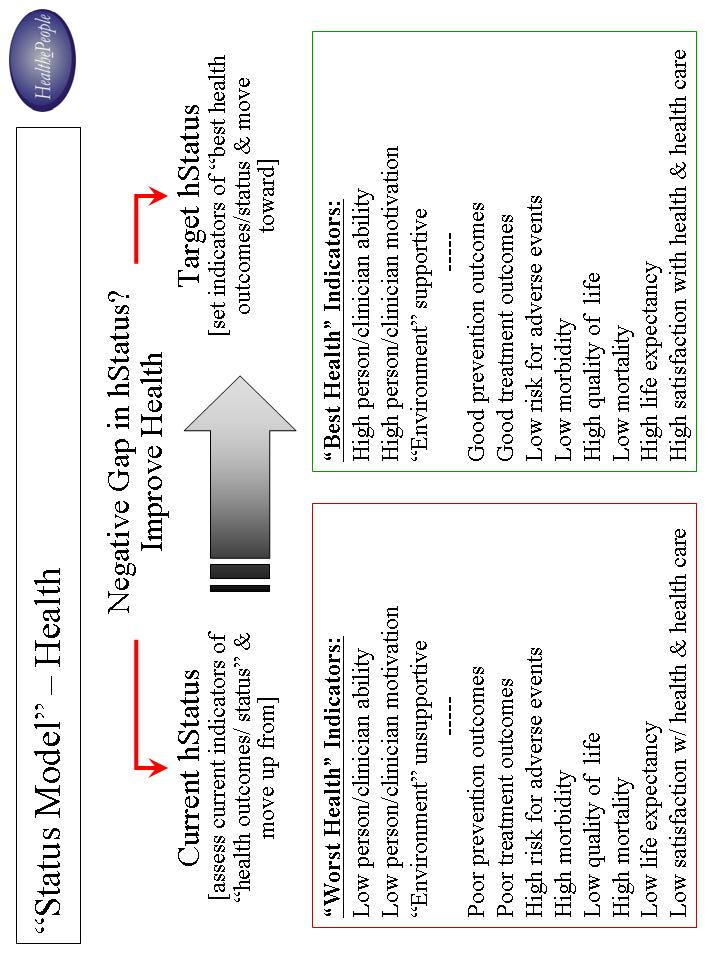 “Status Model” – Health
HealthePeople
Negative Gap in hStatus?
Improve Health
Current hStatus
[assess current indicators of
“health outcomes/ status” &
move up from]
Target hStatus
[set indicators of “best health
outcomes/status & move
toward]
“Worst Health” Indicators:
Low person/clinician ability
Low person/clinician motivation
“Environment” unsupportive
-----
Poor prevention outcomes
Poor treatment outcomes
High risk for adverse events
High morbidity
Low quality of life
High mortality
Low life expectancy
Low satisfaction w/ health & health care
“Best Health” Indicators:
High person/clinician ability
High person/clinician motivation
“Environment” supportive
-----
Good prevention outcomes
Good treatment outcomes
Low risk for adverse events
Low morbidity
High quality of life
Low mortality
High life expectancy
High satisfaction with health & health care